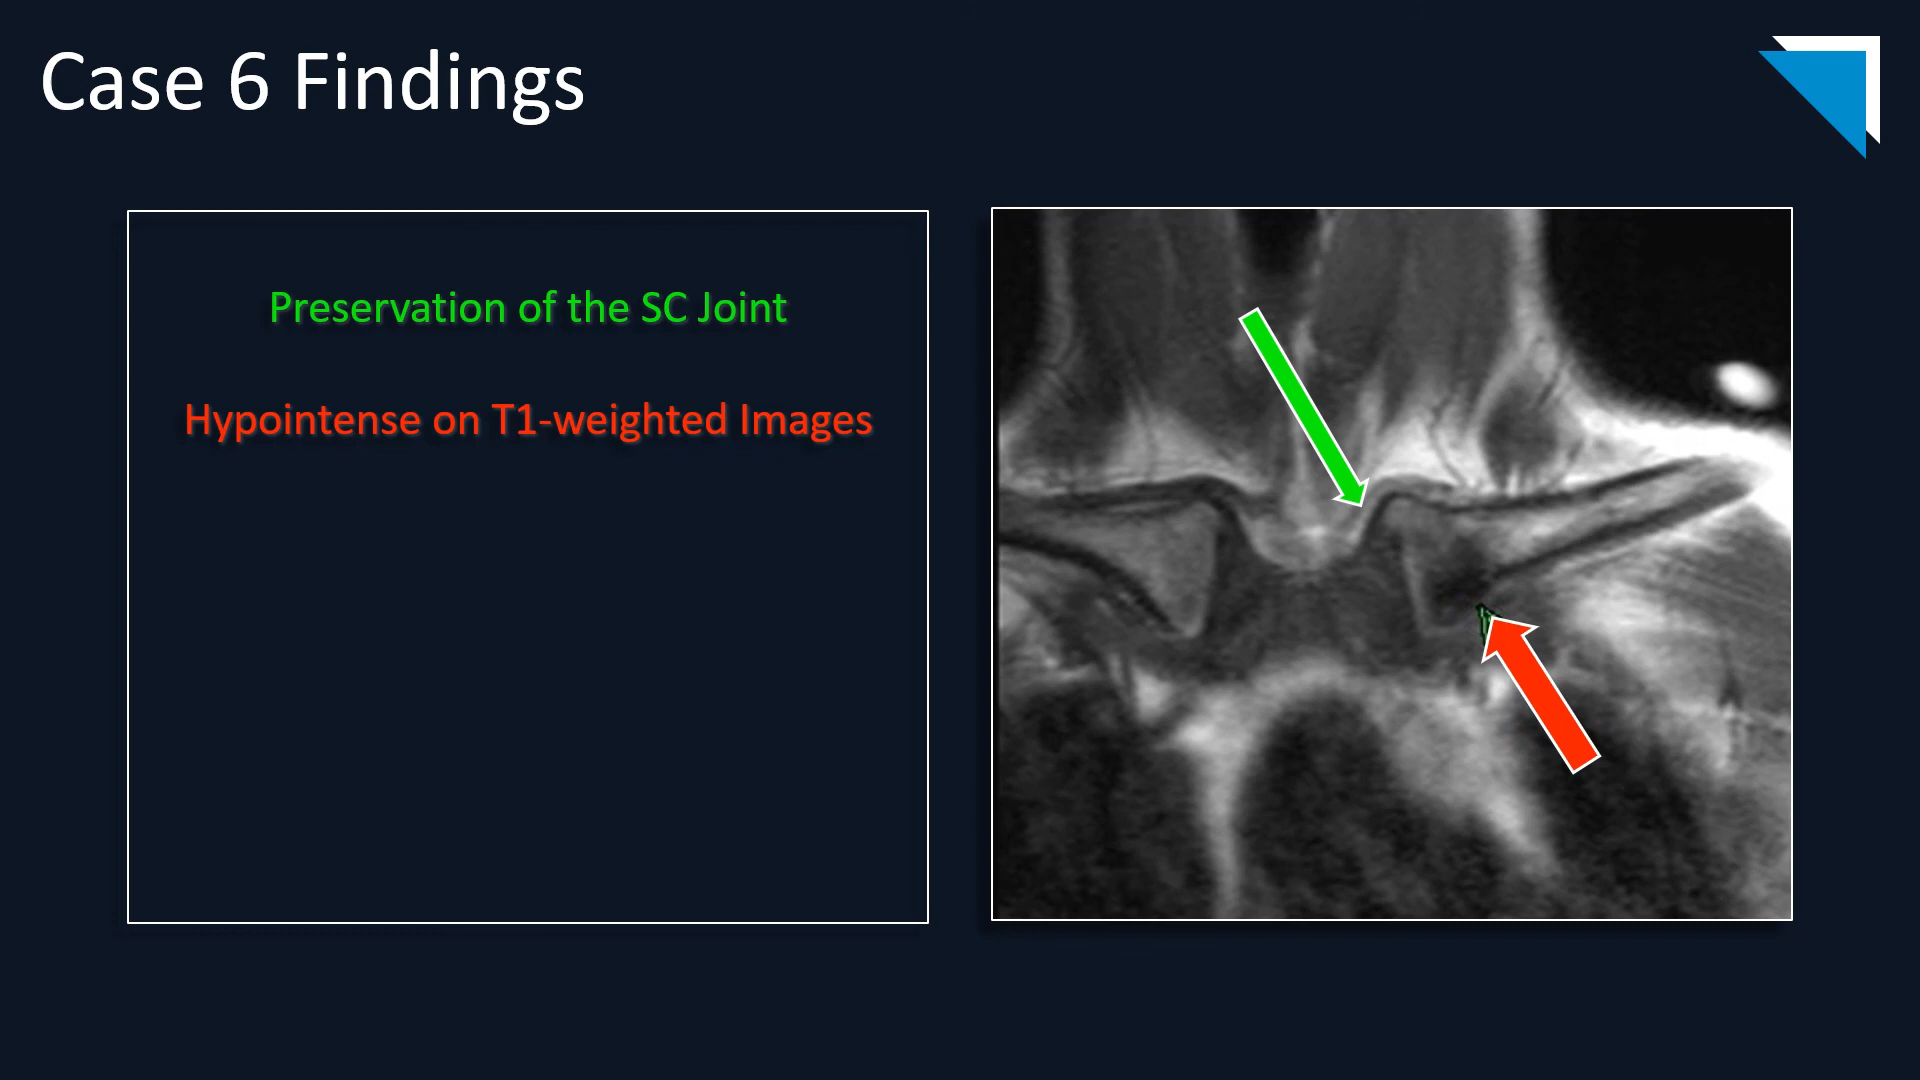 Case 6 Findings
Preservation of the SC Joint
Hypointense on T1-weighted Images